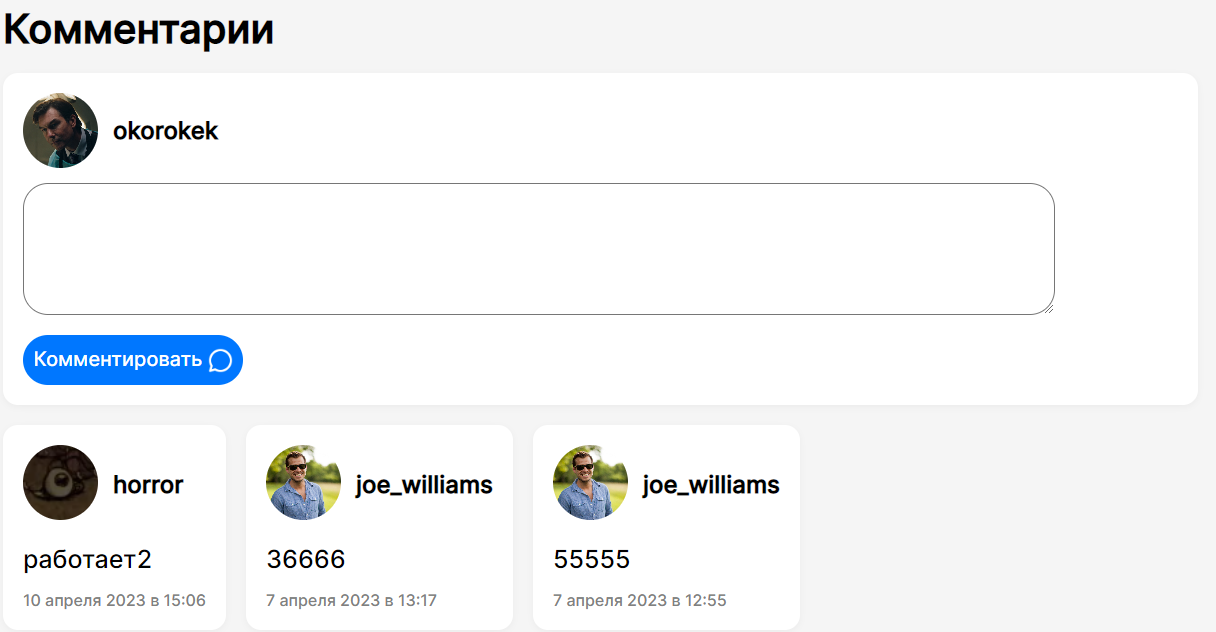 Комментарии
okorokek
Комментировать
horror
работает2
10 апреля 2023 в 15:06
joe_williams
36666
7 апреля 2023 в 13:17
joe_williams
55555
7 апреля 2023 в 12:55